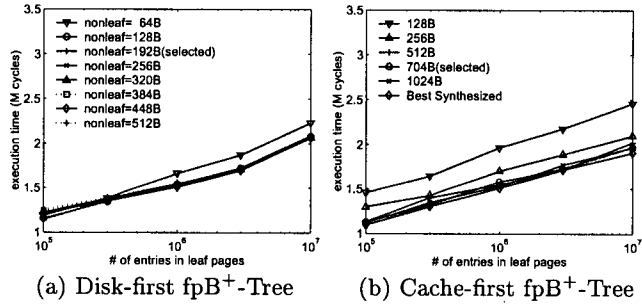 3.5
3
2.5
2
1.5
1
execution time (M cycles)
nonleaf= 64B
nonleaf=128B
nonleaf=192B(selected)
nonleaf=256B
nonleaf=320B
nonleaf=384B
nonleaf=448B
nonleaf=512B
10^5
10^6
10^7
# of entries in leaf pages
(a) Disk-first fpB^+-Tree
3.5
3
2.5
2
1.5
1
execution time (M cycles)
128B
256B
512B
704B(selected)
1024B
Best Synthesized
10^5
10^6
10^7
# of entries in leaf pages
(b) Cache-first fpB^+-Tree